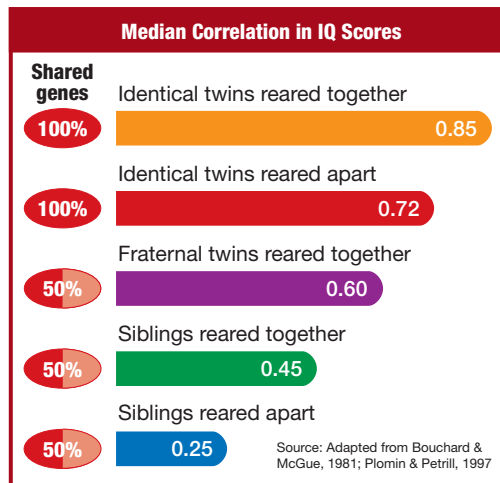 Median Correlation in IQ Scores
Shared
genes
Identical twins reared together
100%
0.85
Identical twins reared apart
100%
0.72
Fraternal twins reared together
50%
0.60
Siblings reared together
50%
0.45
Siblings reared apart
50%
0.25
Source: Adapted from Bouchard &
McGue, 1981; Plomin & Petrill, 1997